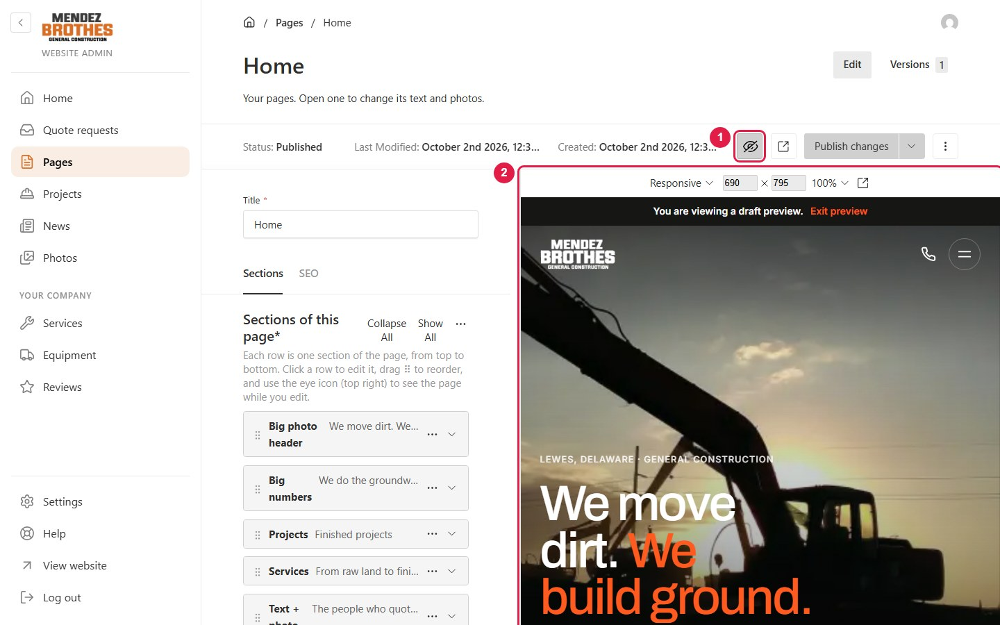 MENDEZ
BROTHES
GENERAL CONSTRUCTION
WEBSITE ADMIN
Home
Quote requests
Pages
Projects
News
Photos
YOUR COMPANY
Services
Equipment
Reviews
Settings
Help
View website
Log out
/ Pages / Home
Home
Edit
Versions 1
Your pages. Open one to change its text and photos.
Status: Published
Last Modified: October 2nd 2026, 12:3...
Created: October 2nd 2026, 12:3...
1
Publish changes
2
Title *
Home
Sections
SEO
Sections of this
page*
Collapse
All
Show
All
Each row is one section of the page, from top to
bottom. Click a row to edit it, drag ⠿ to reorder,
and use the eye icon (top right) to see the page
while you edit.
Big photo
header
We move dirt. We...
Big
numbers
We do the groundw...
Projects Finished projects
Services From raw land to fini...
Text +
photo
The people who quot...
Responsive 690 × 795 100%
You are viewing a draft preview. Exit preview
MENDEZ
BROTHES
GENERAL CONSTRUCTION
LEWES, DELAWARE · GENERAL CONSTRUCTION
We move
dirt. We
build ground.